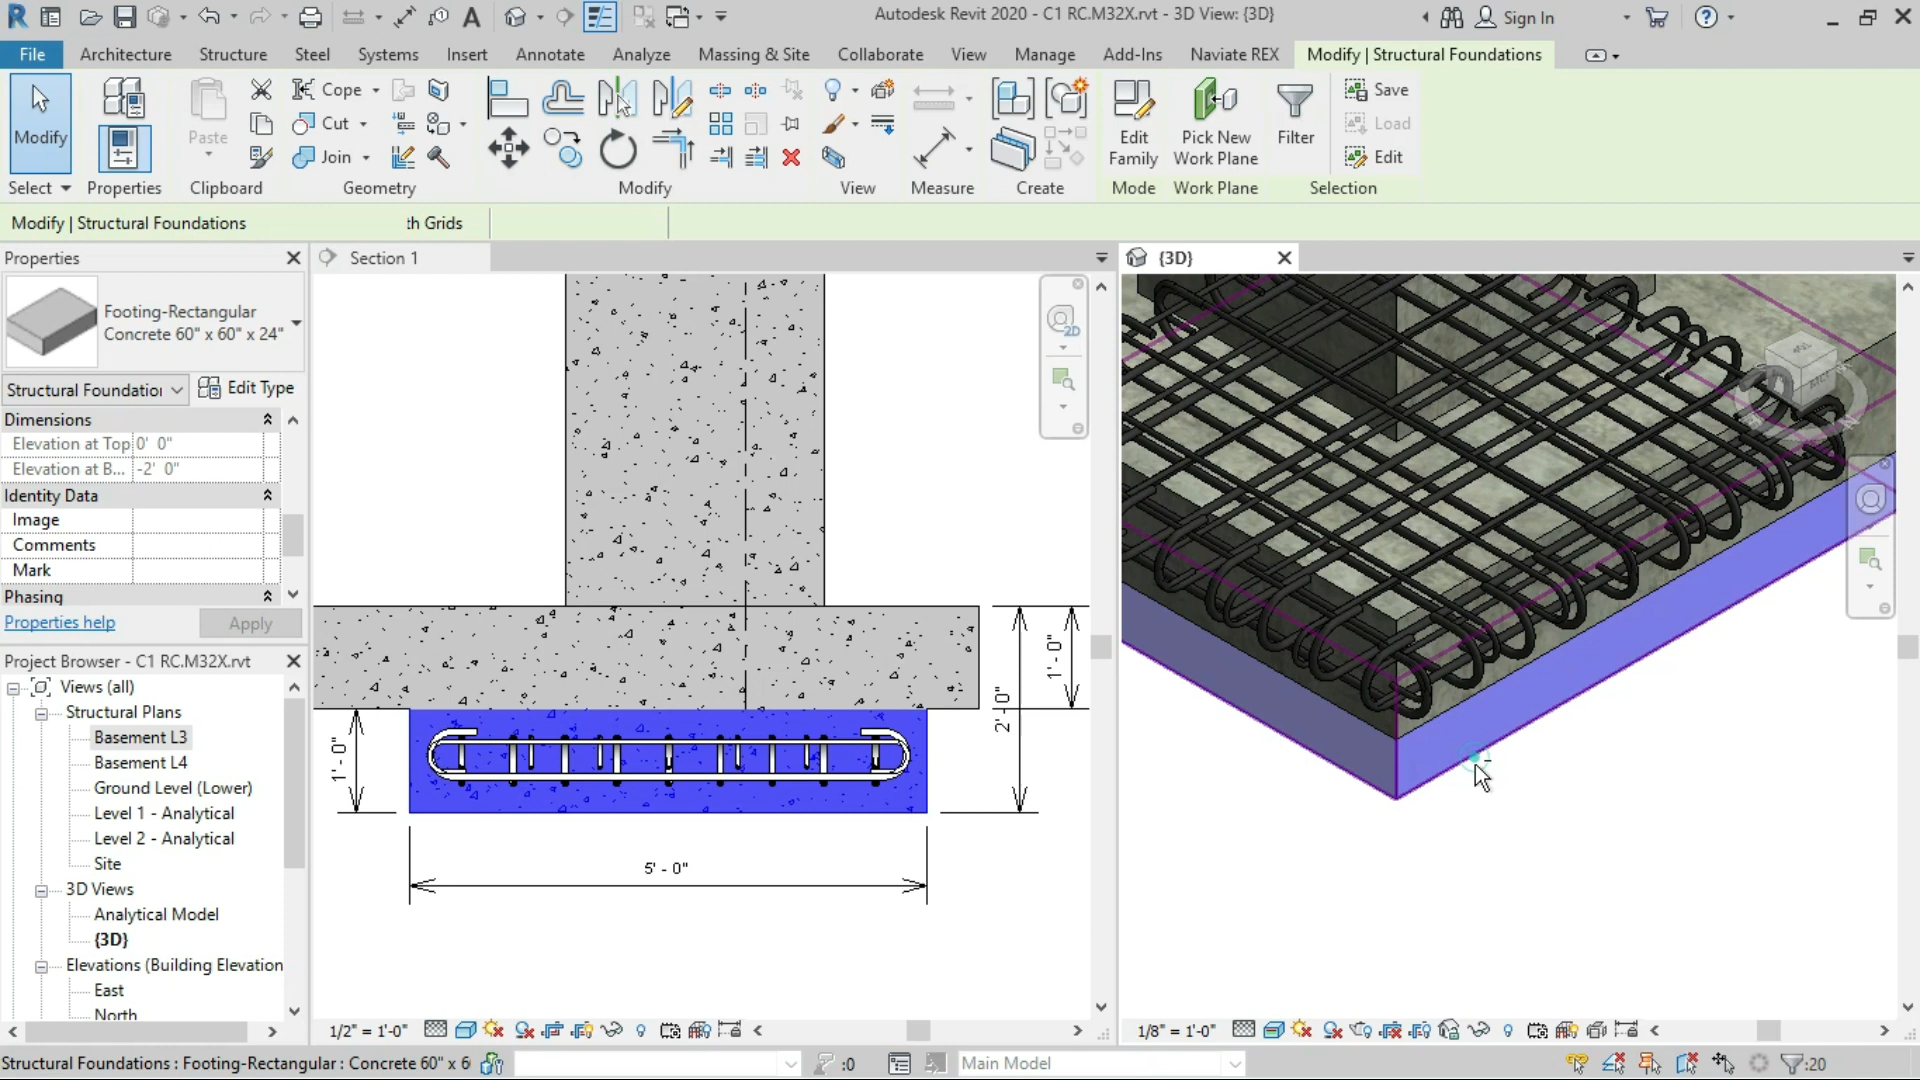 Autodesk Revit 2020 - C1 RC.M32X.rvt - 3D View: {3D}
Sign In
File Architecture Structure Steel Systems Insert Annotate Analyze Massing & Site Collaborate View Manage Add-Ins Naviate REX Modify | Structural Foundations
Modify
Paste
Cope
Cut
Join
Edit Family
Pick New Work Plane
Filter
Save
Load
Edit
Select Properties Clipboard Geometry Modify View Measure Create Mode Work Plane Selection
Modify | Structural Foundations th Grids
Properties
Footing-Rectangular
Concrete 60" x 60" x 24"
Structural Foundatio
Edit Type
Dimensions
Elevation at Top 0' 0"
Elevation at B... -2' 0"
Identity Data
Image
Comments
Mark
Phasing
Properties help
Apply
Project Browser - C1 RC.M32X.rvt
Views (all)
Structural Plans
Basement L3
Basement L4
Ground Level (Lower)
Level 1 - Analytical
Level 2 - Analytical
Site
3D Views
Analytical Model
{3D}
Elevations (Building Elevation
East
North
Section 1
2D
1' - 0"
2' - 0"
1' - 0"
5' - 0"
1/2" = 1'-0"
{3D}
1/8" = 1'-0"
Structural Foundations : Footing-Rectangular : Concrete 60" x 6
:0
Main Model
:20